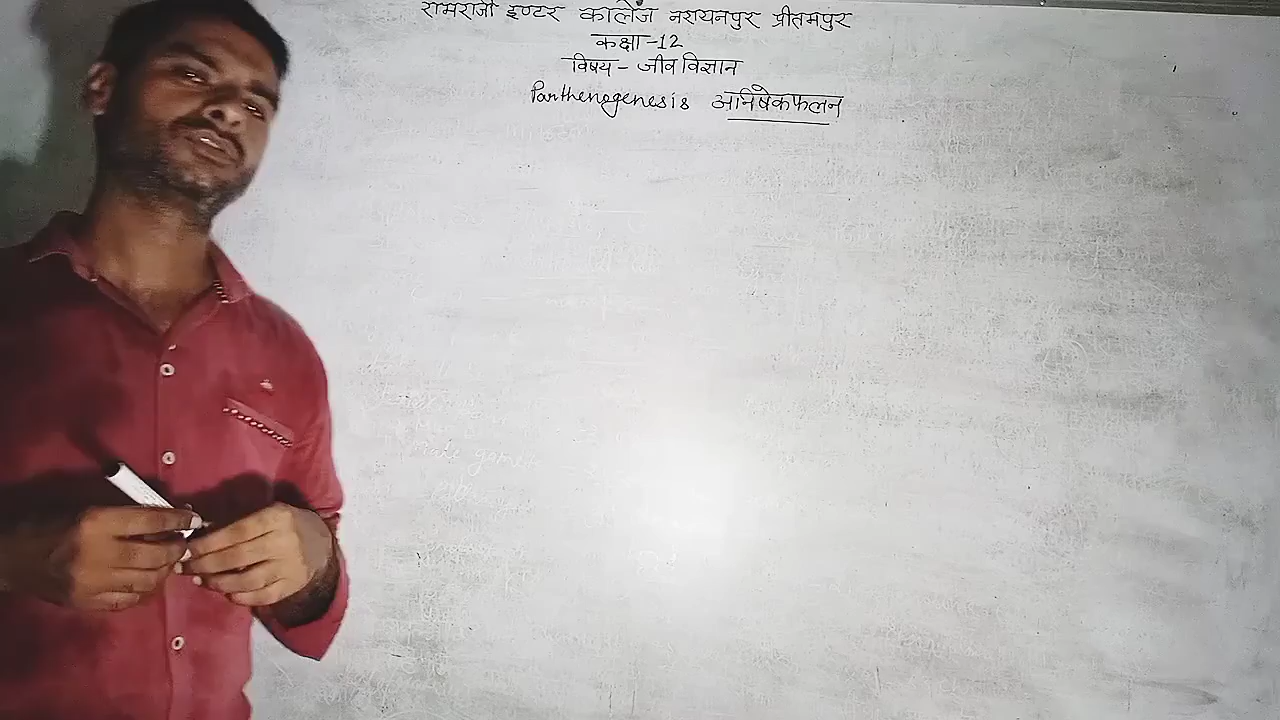 रामराजी इण्टर कालेज नरायनपुर प्रीतमपुर
कक्षा-12
विषय - जीव विज्ञान
Parthenogenesis अनिषेकफलन